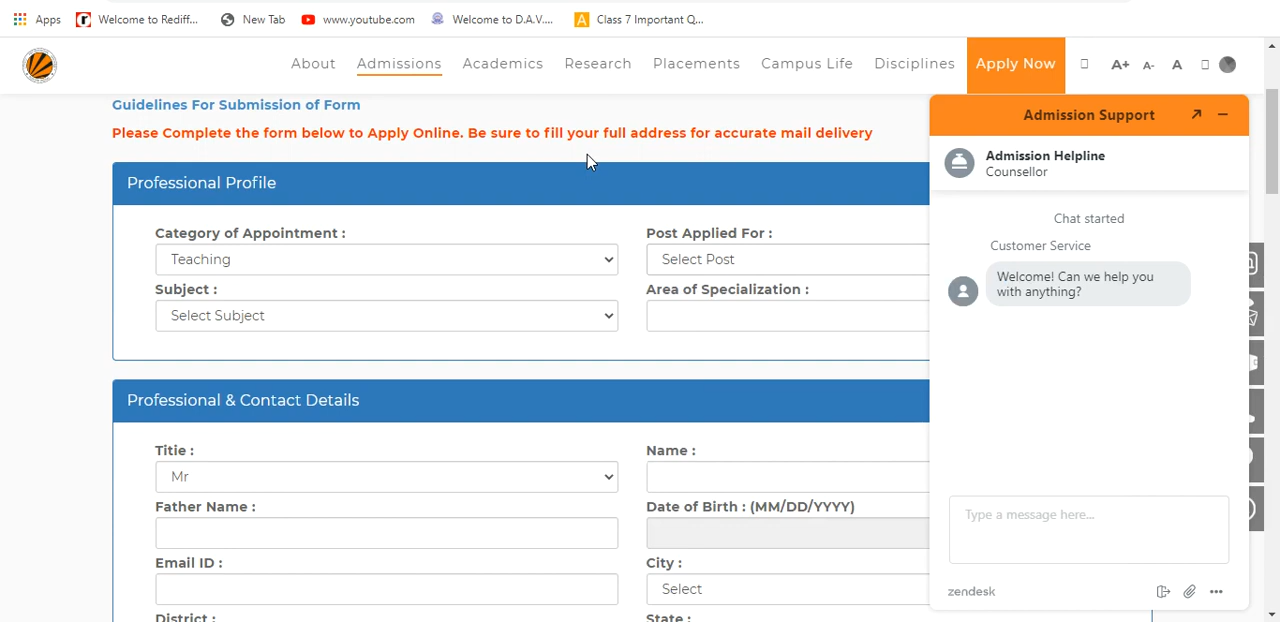 Apps Welcome to Rediff... New Tab www.youtube.com Welcome to D.A.V.... A Class 7 Important Q...
About Admissions Academics Research Placements Campus Life Disciplines Apply Now A+ A- A
Guidelines For Submission of Form
Please Complete the form below to Apply Online. Be sure to fill your full address for accurate mail delivery
Professional Profile
Category of Appointment : Post Applied For :
Teaching Select Post
Subject : Area of Specialization :
Select Subject
Professional & Contact Details
Title : Name :
Mr
Father Name : Date of Birth : (MM/DD/YYYY)
Email ID : City :
Select
District : State :
Admission Support
Admission Helpline
Counsellor
Chat started
Customer Service
Welcome! Can we help you
with anything?
Type a message here...
zendesk